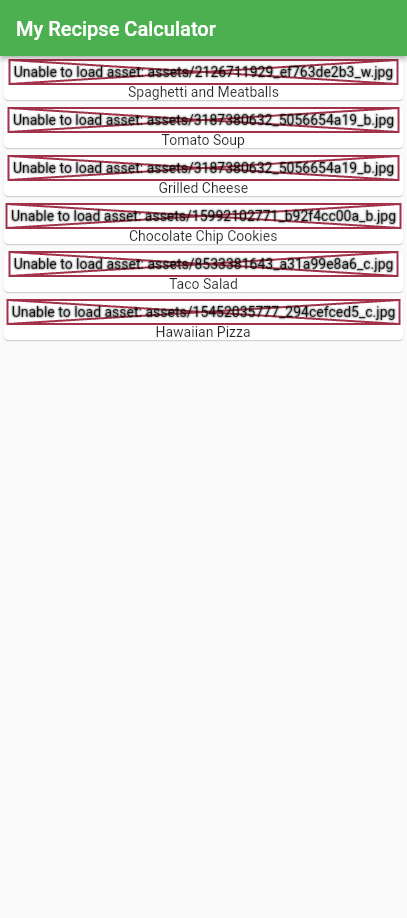 My Recipse Calculator
Unable to load asset: assets/2126711929_ef763de2b3_w.jpg
Spaghetti and Meatballs
Unable to load asset: assets/3187380632_5056654a19_b.jpg
Tomato Soup
Unable to load asset: assets/3187380632_5056654a19_b.jpg
Grilled Cheese
Unable to load asset: assets/15992102771_b92f4cc00a_b.jpg
Chocolate Chip Cookies
Unable to load asset: assets/8533381643_a31a99e8a6_c.jpg
Taco Salad
Unable to load asset: assets/15452035777_294cefced5_c.jpg
Hawaiian Pizza